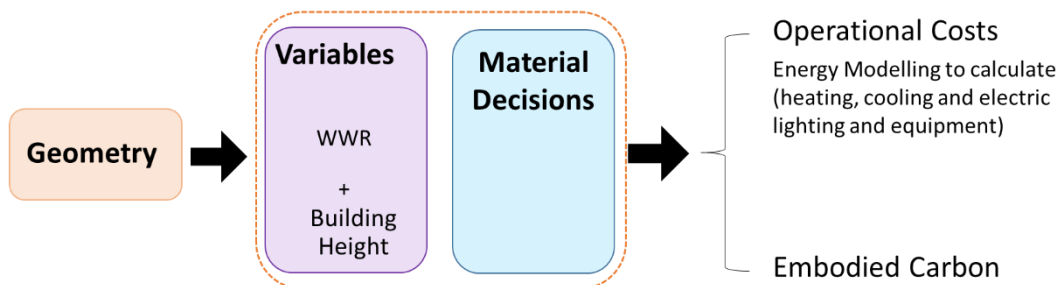 Geometry
Variables
WWR
+
Building
Height
Material
Decisions
Operational Costs
Energy Modelling to calculate
(heating, cooling and electric
lighting and equipment)
Embodied Carbon